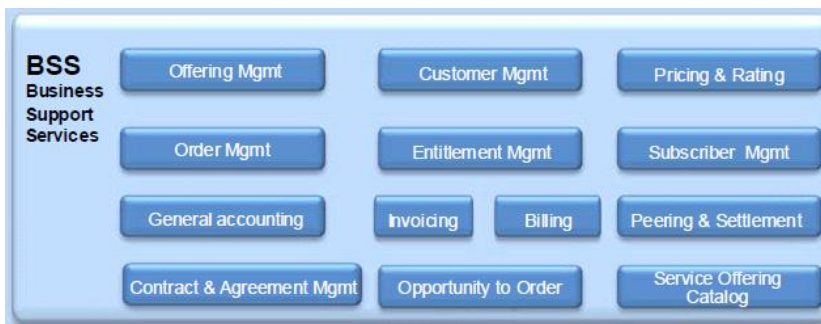 BSS
Business
Support
Services
Offering Mgmt
Customer Mgmt
Pricing & Rating
Order Mgmt
Entitlement Mgmt
Subscriber Mgmt
General accounting
Invoicing
Billing
Peering & Settlement
Contract & Agreement Mgmt
Opportunity to Order
Service Offering
Catalog